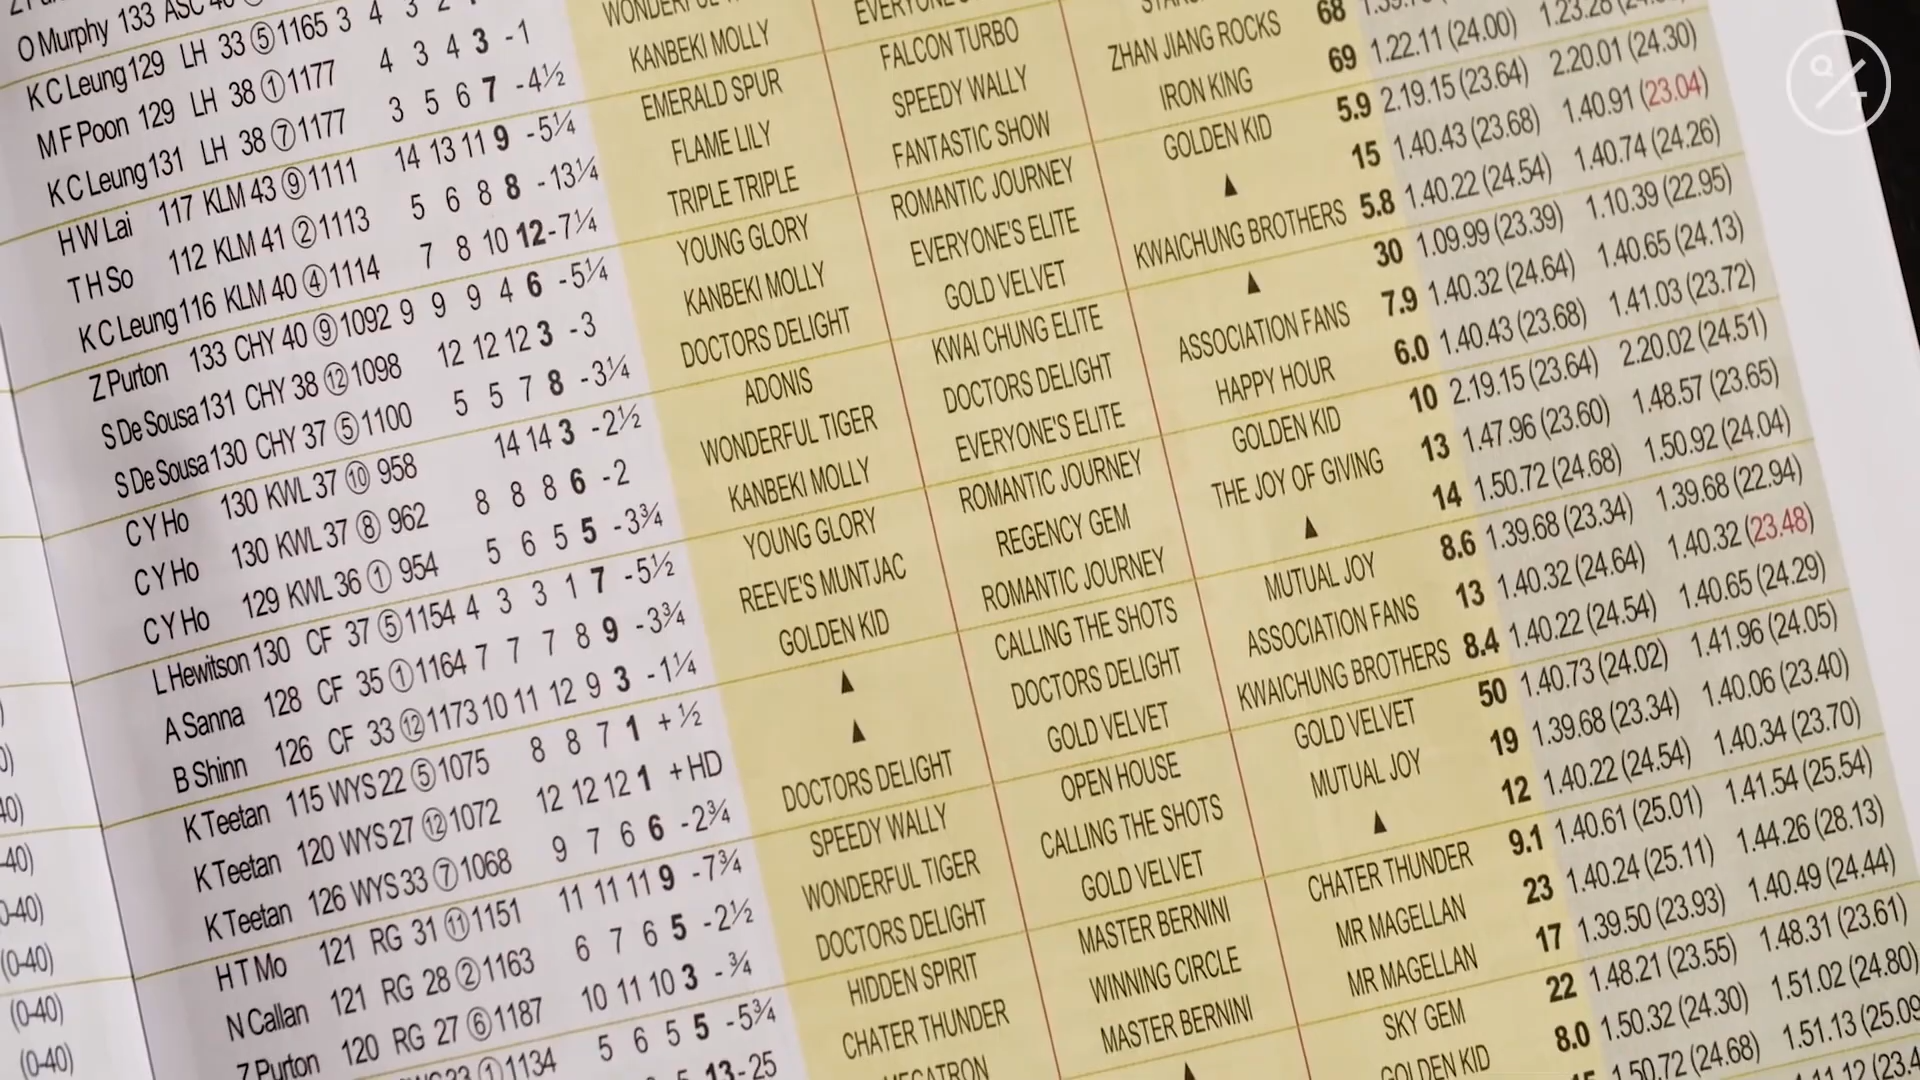 O Murphy 133
K C Leung 129 LH 33 ⑤ 1165 3 4 3
M F Poon 129 LH 38 ① 1177 4 3 4 3 -1
K C Leung 131 LH 38 ⑦ 1177 3 5 6 7 -4½ KANBEKI MOLLY EVERYONE'S
H W Lai 117 KLM 43 ⑨ 1111 14 13 11 9 -5¼ EMERALD SPUR FALCON TURBO
T H So 112 KLM 41 ② 1113 5 6 8 8 -13¼ FLAME LILY SPEEDY WALLY ZHAN JIANG ROCKS 68
K C Leung 116 KLM 40 ④ 1114 7 8 10 12 -7¼ TRIPLE TRIPLE FANTASTIC SHOW IRON KING 69 1.22.11 (24.00) 1.23.28
Z Purton 133 CHY 40 ⑨ 1092 9 9 9 4 6 -5¼ YOUNG GLORY ROMANTIC JOURNEY GOLDEN KID 5.9 2.19.15 (23.64) 2.20.01 (24.30)
S De Sousa 131 CHY 38 ⑫ 1098 12 12 12 3 -3 KANBEKI MOLLY EVERYONE'S ELITE ▲ 15 1.40.43 (23.68) 1.40.91 (23.04)
S De Sousa 130 CHY 37 ⑤ 1100 5 5 7 8 -3¼ DOCTORS DELIGHT GOLD VELVET KWAICHUNG BROTHERS 5.8 1.40.22 (24.54) 1.40.74 (24.26)
C Y Ho 130 KWL 37 ⑩ 958 14 14 3 -2½ ADONIS KWAI CHUNG ELITE ▲ 30 1.09.99 (23.39) 1.10.39 (22.95)
C Y Ho 130 KWL 37 ⑧ 962 8 8 8 6 -2 WONDERFUL TIGER DOCTORS DELIGHT ASSOCIATION FANS 7.9 1.40.32 (24.64) 1.40.65 (24.13)
C Y Ho 129 KWL 36 ① 954 5 6 5 5 -3¾ KANBEKI MOLLY EVERYONE'S ELITE HAPPY HOUR 6.0 1.40.43 (23.68) 1.41.03 (23.72)
L Hewitson 130 CF 37 ⑤ 1154 4 3 3 1 7 -5½ YOUNG GLORY ROMANTIC JOURNEY GOLDEN KID 10 2.19.15 (23.64) 2.20.02 (24.51)
A Sanna 128 CF 35 ① 1164 7 7 7 8 9 -3¾ REEVE'S MUNTJAC REGENCY GEM THE JOY OF GIVING 13 1.47.96 (23.60) 1.48.57 (23.65)
B Shinn 126 CF 33 ⑫ 1173 10 11 12 9 3 -1¼ GOLDEN KID ROMANTIC JOURNEY ▲ 14 1.50.72 (24.68) 1.50.92 (24.04)
K Teetan 115 WYS 22 ⑤ 1075 8 8 7 1 +½ ▲ CALLING THE SHOTS MUTUAL JOY 8.6 1.39.68 (23.34) 1.39.68 (22.94)
K Teetan 120 WYS 27 ⑫ 1072 12 12 12 1 +HD ▲ DOCTORS DELIGHT ASSOCIATION FANS 13 1.40.32 (24.64) 1.40.32 (23.48)
K Teetan 126 WYS 33 ⑦ 1068 9 7 6 6 -2¾ DOCTORS DELIGHT GOLD VELVET KWAICHUNG BROTHERS 8.4 1.40.22 (24.54) 1.40.65 (24.29)
(0-40) H T Mo 121 RG 31 ⑪ 1151 11 11 11 9 -7¾ SPEEDY WALLY OPEN HOUSE GOLD VELVET 50 1.40.73 (24.02) 1.41.96 (24.05)
(0-40) N Callan 121 RG 28 ② 1163 6 7 6 5 -2½ WONDERFUL TIGER CALLING THE SHOTS MUTUAL JOY 19 1.39.68 (23.34) 1.40.06 (23.40)
(0-40) Z Purton 120 RG 27 ⑥ 1187 10 11 10 3 -¾ DOCTORS DELIGHT GOLD VELVET ▲ 12 1.40.22 (24.54) 1.40.34 (23.70)
① 1134 5 6 5 5 -5¾ HIDDEN SPIRIT MASTER BERNINI CHATER THUNDER 9.1 1.40.61 (25.01) 1.41.54 (25.54)
13 -25 CHATER THUNDER WINNING CIRCLE MR MAGELLAN 23 1.40.24 (25.11) 1.44.26 (28.13)
MASTER BERNINI MR MAGELLAN 17 1.39.50 (23.93) 1.40.49 (24.44)
▲ SKY GEM 22 1.48.21 (23.55) 1.48.31 (23.61)
GOLDEN KID 8.0 1.50.32 (24.30) 1.51.02 (24.80)
1.50.72 (24.68) 1.51.13 (25.09